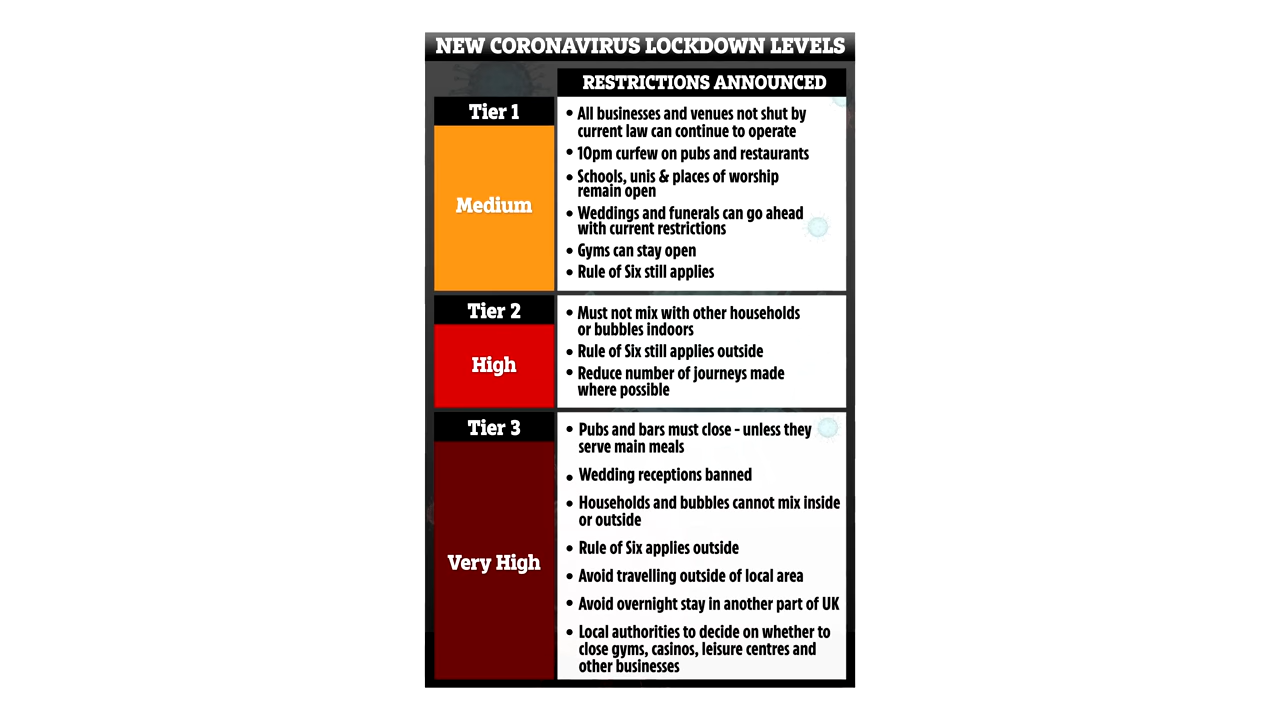 NEW CORONAVIRUS LOCKDOWN LEVELS
RESTRICTIONS ANNOUNCED
Tier 1
Medium
• All businesses and venues not shut by
current law can continue to operate
• 10pm curfew on pubs and restaurants
• Schools, unis & places of worship
remain open
• Weddings and funerals can go ahead
with current restrictions
• Gyms can stay open
• Rule of Six still applies
Tier 2
High
• Must not mix with other households
or bubbles indoors
• Rule of Six still applies outside
• Reduce number of journeys made
where possible
Tier 3
Very High
• Pubs and bars must close - unless they
serve main meals
• Wedding receptions banned
• Households and bubbles cannot mix inside
or outside
• Rule of Six applies outside
• Avoid travelling outside of local area
• Avoid overnight stay in another part of UK
• Local authorities to decide on whether to
close gyms, casinos, leisure centres and
other businesses